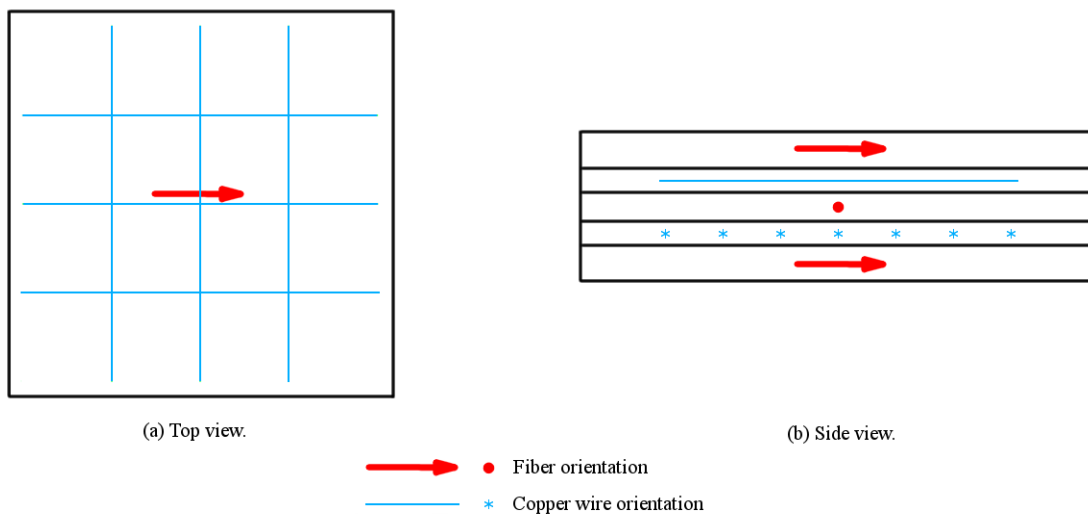 (a) Top view.
(b) Side view.
Fiber orientation
Copper wire orientation